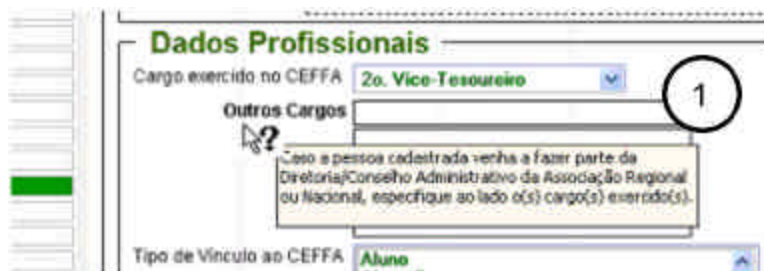 Dados Profissionais
Cargo exercido no CEFFA 2o. Vice-Tesoureiro
1
Outros Cargos
?
Caso a pessoa cadastrada venha a fazer parte da
Diretoria/Conselho Administrativo da Associação Regional
ou Nacional, especifique ao lado o(s) cargo(s) exercido(s).
Tipo de Vínculo ao CEFFA Aluno